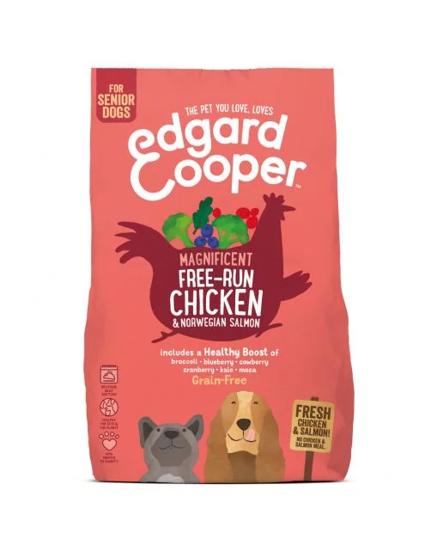 FOR
SENIOR
DOGS
THE PET YOU LOVE, LOVES
edgard
Cooper™
MAGNIFICENT
FREE-RUN
CHICKEN
& NORWEGIAN SALMON
includes a Healthy Boost of
broccoli • blueberry • cowberry
cranberry • kale • maca
Grain-Free
FRESH
CHICKEN
& SALMON!
NO CHICKEN &
SALMON MEAL.